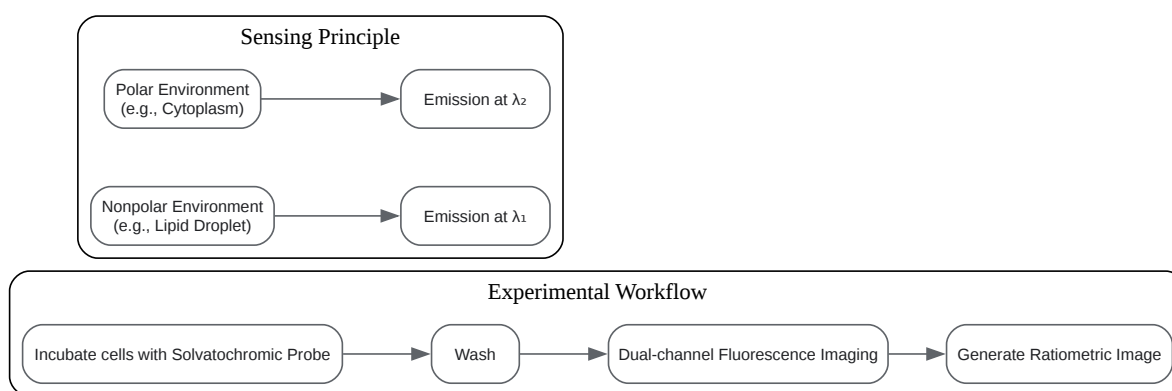 Sensing Principle
Polar Environment
(e.g., Cytoplasm)
Emission at λ₂
Nonpolar Environment
(e.g., Lipid Droplet)
Emission at λ₁
Experimental Workflow
Incubate cells with Solvatochromic Probe
Wash
Dual-channel Fluorescence Imaging
Generate Ratiometric Image